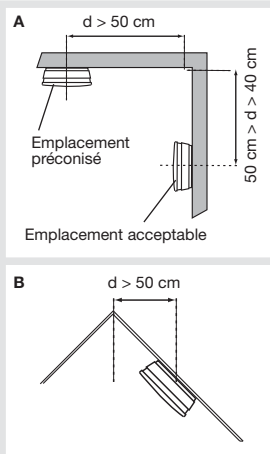 A
d > 50 cm
50 cm > d > 40 cm
Emplacement
préconisé
Emplacement acceptable
B
d > 50 cm